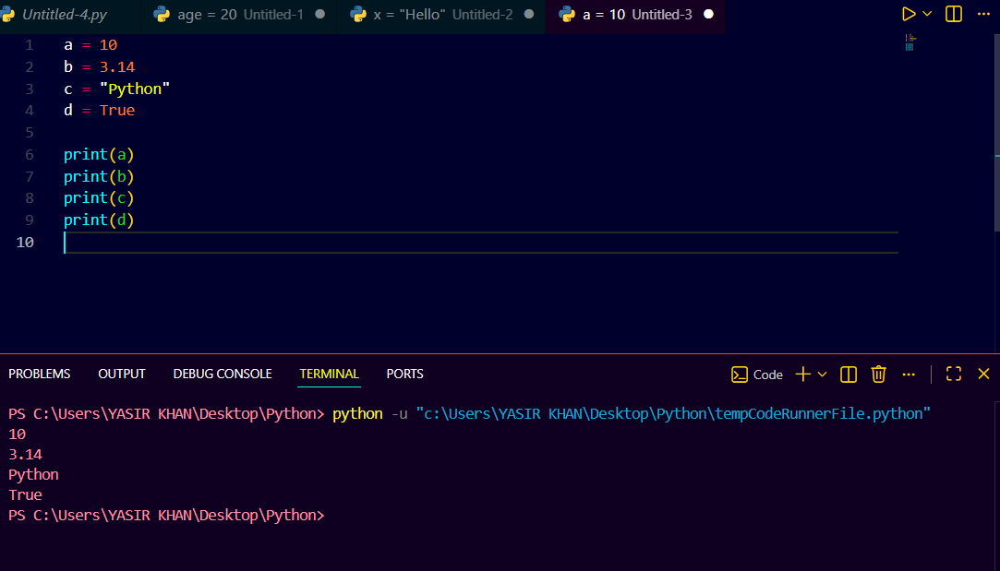 Untitled-4.py
age = 20 Untitled-1
x = "Hello" Untitled-2
a = 10 Untitled-3
1 a = 10
2 b = 3.14
3 c = "Python"
4 d = True
5
6 print(a)
7 print(b)
8 print(c)
9 print(d)
10
PROBLEMS OUTPUT DEBUG CONSOLE TERMINAL PORTS Code
PS C:\Users\YASIR KHAN\Desktop\Python> python -u "c:\Users\YASIR KHAN\Desktop\Python\tempCodeRunnerFile.python"
10
3.14
Python
True
PS C:\Users\YASIR KHAN\Desktop\Python>